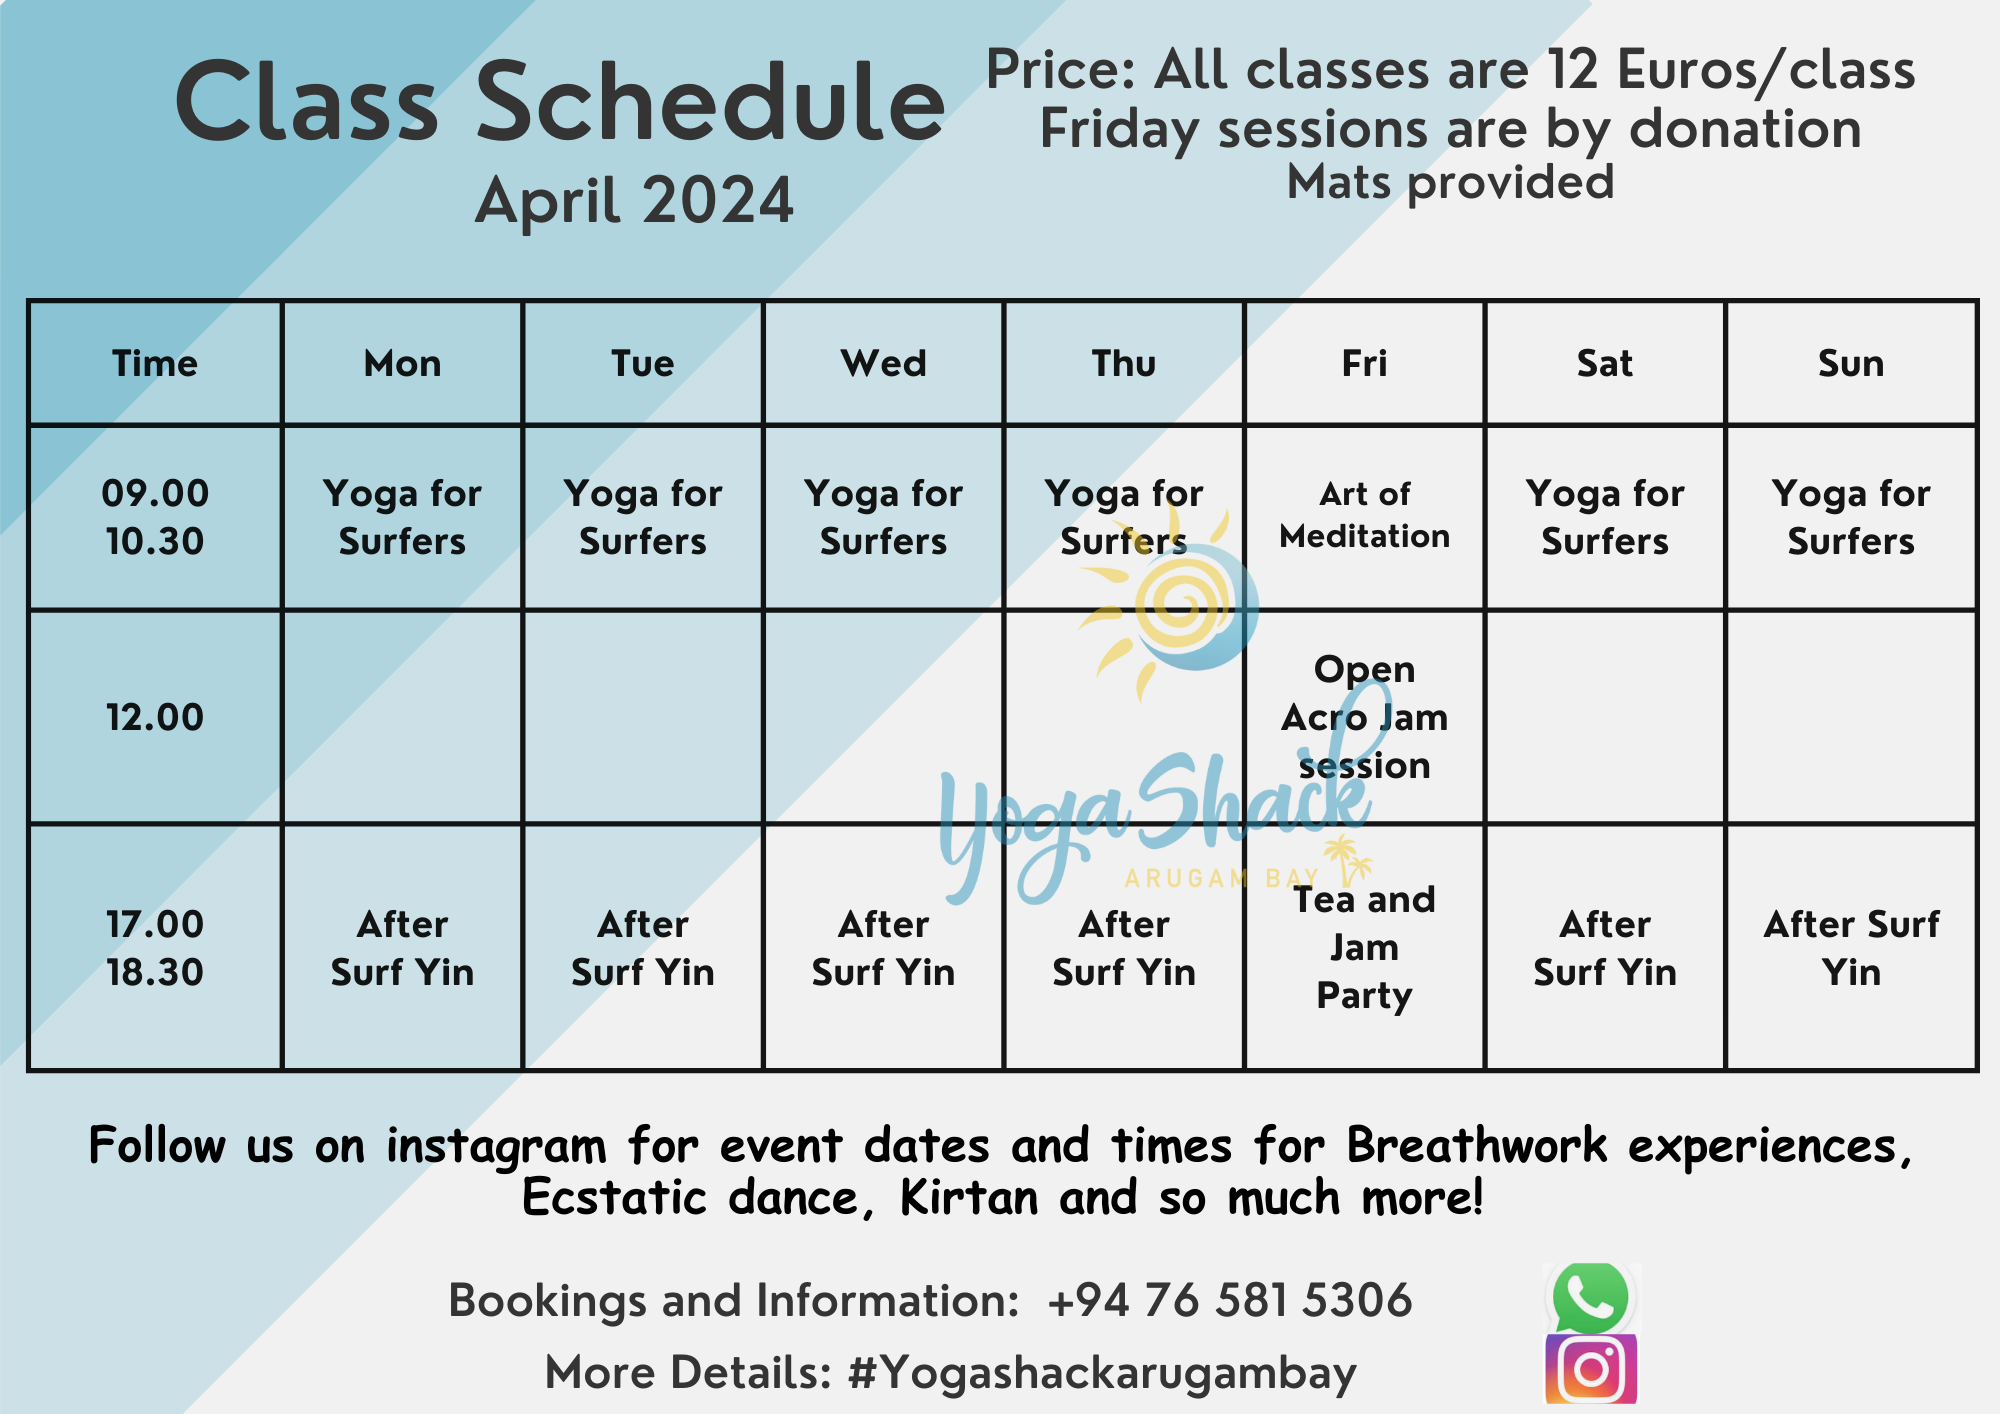 Class Schedule
April 2024
Price: All classes are 12 Euros/class
Friday sessions are by donation
Mats provided
Time Mon Tue Wed Thu Fri Sat Sun
09.00
10.30
Yoga for
Surfers
Yoga for
Surfers
Yoga for
Surfers
Yoga for
Surfers
Art of
Meditation
Yoga for
Surfers
Yoga for
Surfers
12.00
Open
Acro Jam
session
Yoga Shack
ARUGAM BAY
17.00
18.30
After
Surf Yin
After
Surf Yin
After
Surf Yin
After
Surf Yin
Tea and
Jam
Party
After
Surf Yin
After Surf
Yin
Follow us on instagram for event dates and times for Breathwork experiences,
Ecstatic dance, Kirtan and so much more!
Bookings and Information: +94 76 581 5306
More Details: #Yogashackarugambay